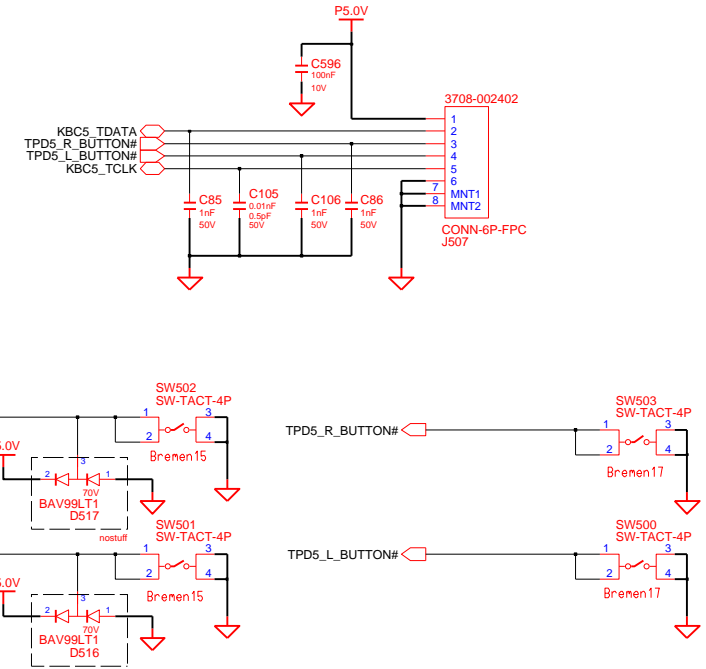 P5.0V
C596
100nF
10V
3708-002402
KBC5_TDATA
TPD5_R_BUTTON#
TPD5_L_BUTTON#
KBC5_TCLK
1
2
3
4
5
6
7 MNT1
8 MNT2
CONN-6P-FPC
J507
C85
1nF
50V
C105
0.01nF
0.5pF
50V
C106
1nF
50V
C86
1nF
50V
SW502
SW-TACT-4P
1 3
2 4
Bremen15
5.0V
3
2 1
70V
BAV99LT1
D517
nostuff
SW501
SW-TACT-4P
1 3
2 4
Bremen15
5.0V
3
2 1
70V
BAV99LT1
D516
TPD5_R_BUTTON#
SW503
SW-TACT-4P
1 3
2 4
Bremen17
TPD5_L_BUTTON#
SW500
SW-TACT-4P
1 3
2 4
Bremen17